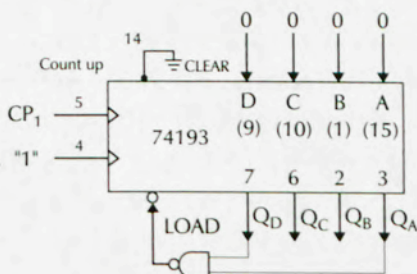 0 0 0 0
14
Count up
CLEAR
D C B A
CP1 5
74193
(9) (10) (1) (15)
"1" 4
7 6 2 3
LOAD
QD QC QB QA